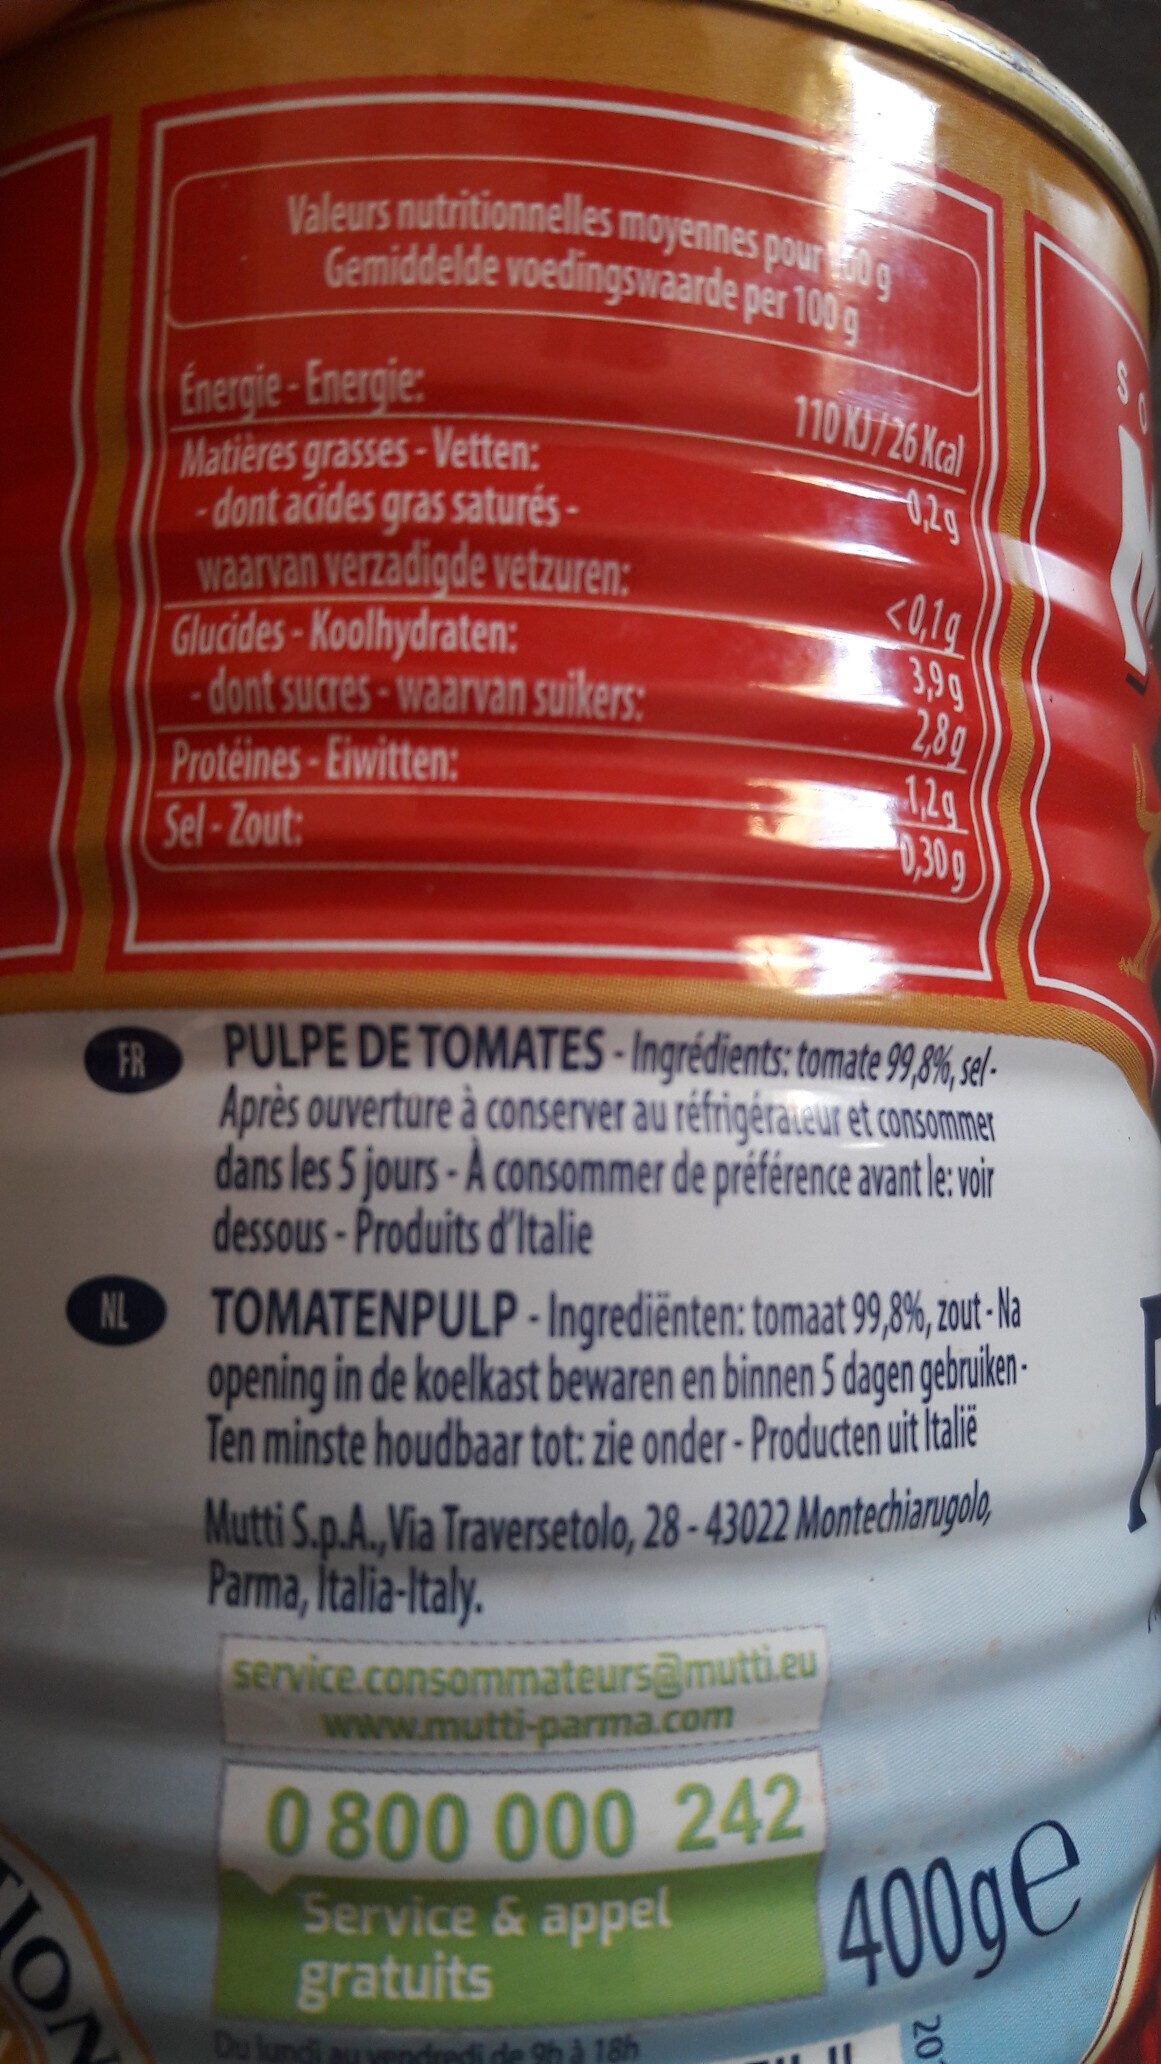 Valeurs nutritionnelles moyennes pour 100 g
Gemiddelde voedingswaarde per 100 g
Énergie - Energie: 110 KJ / 26 Kcal
Matières grasses - Vetten: 0,2 g
- dont acides gras saturés -
waarvan verzadigde vetzuren: <0,1 g
Glucides - Koolhydraten: 3,9 g
- dont sucres - waarvan suikers: 2,8 g
Protéines - Eiwitten: 1,2 g
Sel - Zout: 0,30 g
FR PULPE DE TOMATES - Ingrédients: tomate 99,8%, sel -
Après ouverture à conserver au réfrigérateur et consommer
dans les 5 jours - À consommer de préférence avant le: voir
dessous - Produits d'Italie
NL TOMATENPULP - Ingrediënten: tomaat 99,8%, zout - Na
opening in de koelkast bewaren en binnen 5 dagen gebruiken -
Ten minste houdbaar tot: zie onder - Producten uit Italië
Mutti S.p.A., Via Traversetolo, 28 - 43022 Montechiarugolo,
Parma, Italia-Italy.
service.consommateurs@mutti.eu
www.mutti-parma.com
0 800 000 242
Service & appel
gratuits
Du lundi au vendredi de 9h à 18h
400g e